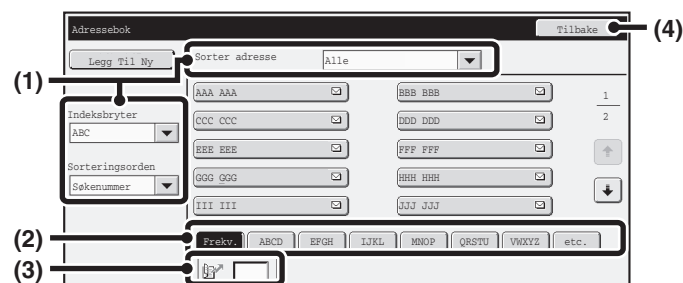 Adressebok
Tilbake
(4)
Legg Til Ny
Sorter adresse
Alle
(1)
AAA AAA
BBB BBB
1
Indeksbryter
ABC
CCC CCC
DDD DDD
2
EEE EEE
FFF FFF
Sorteringsorden
Søkenummer
GGG GGG
HHH HHH
III III
JJJ JJJ
(2)
Frekv.
ABCD
EFGH
IJKL
MNOP
QRSTU
VWXYZ
etc.
(3)